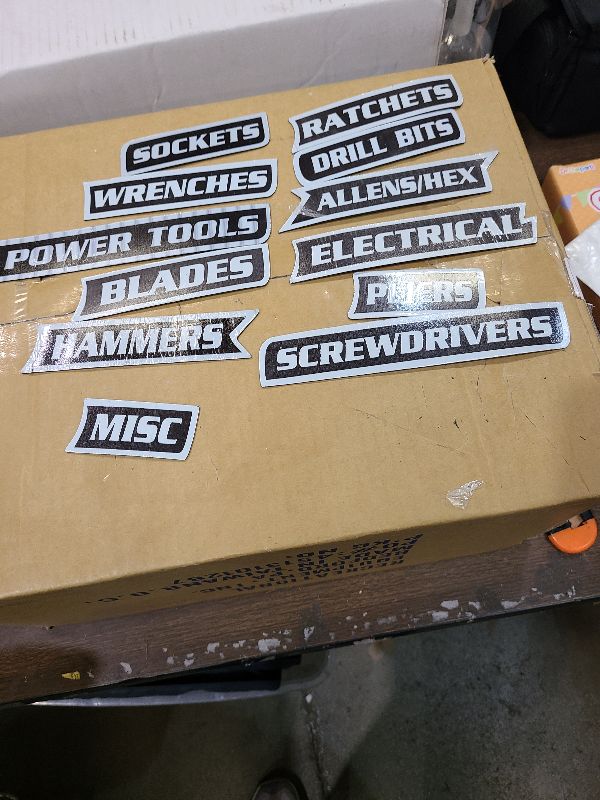 SOCKETS
WRENCHES
POWER TOOLS
BLADES
HAMMERS
MISC
RATCHETS
DRILL BITS
ALLENS/HEX
ELECTRICAL
PLIERS
SCREWDRIVERS